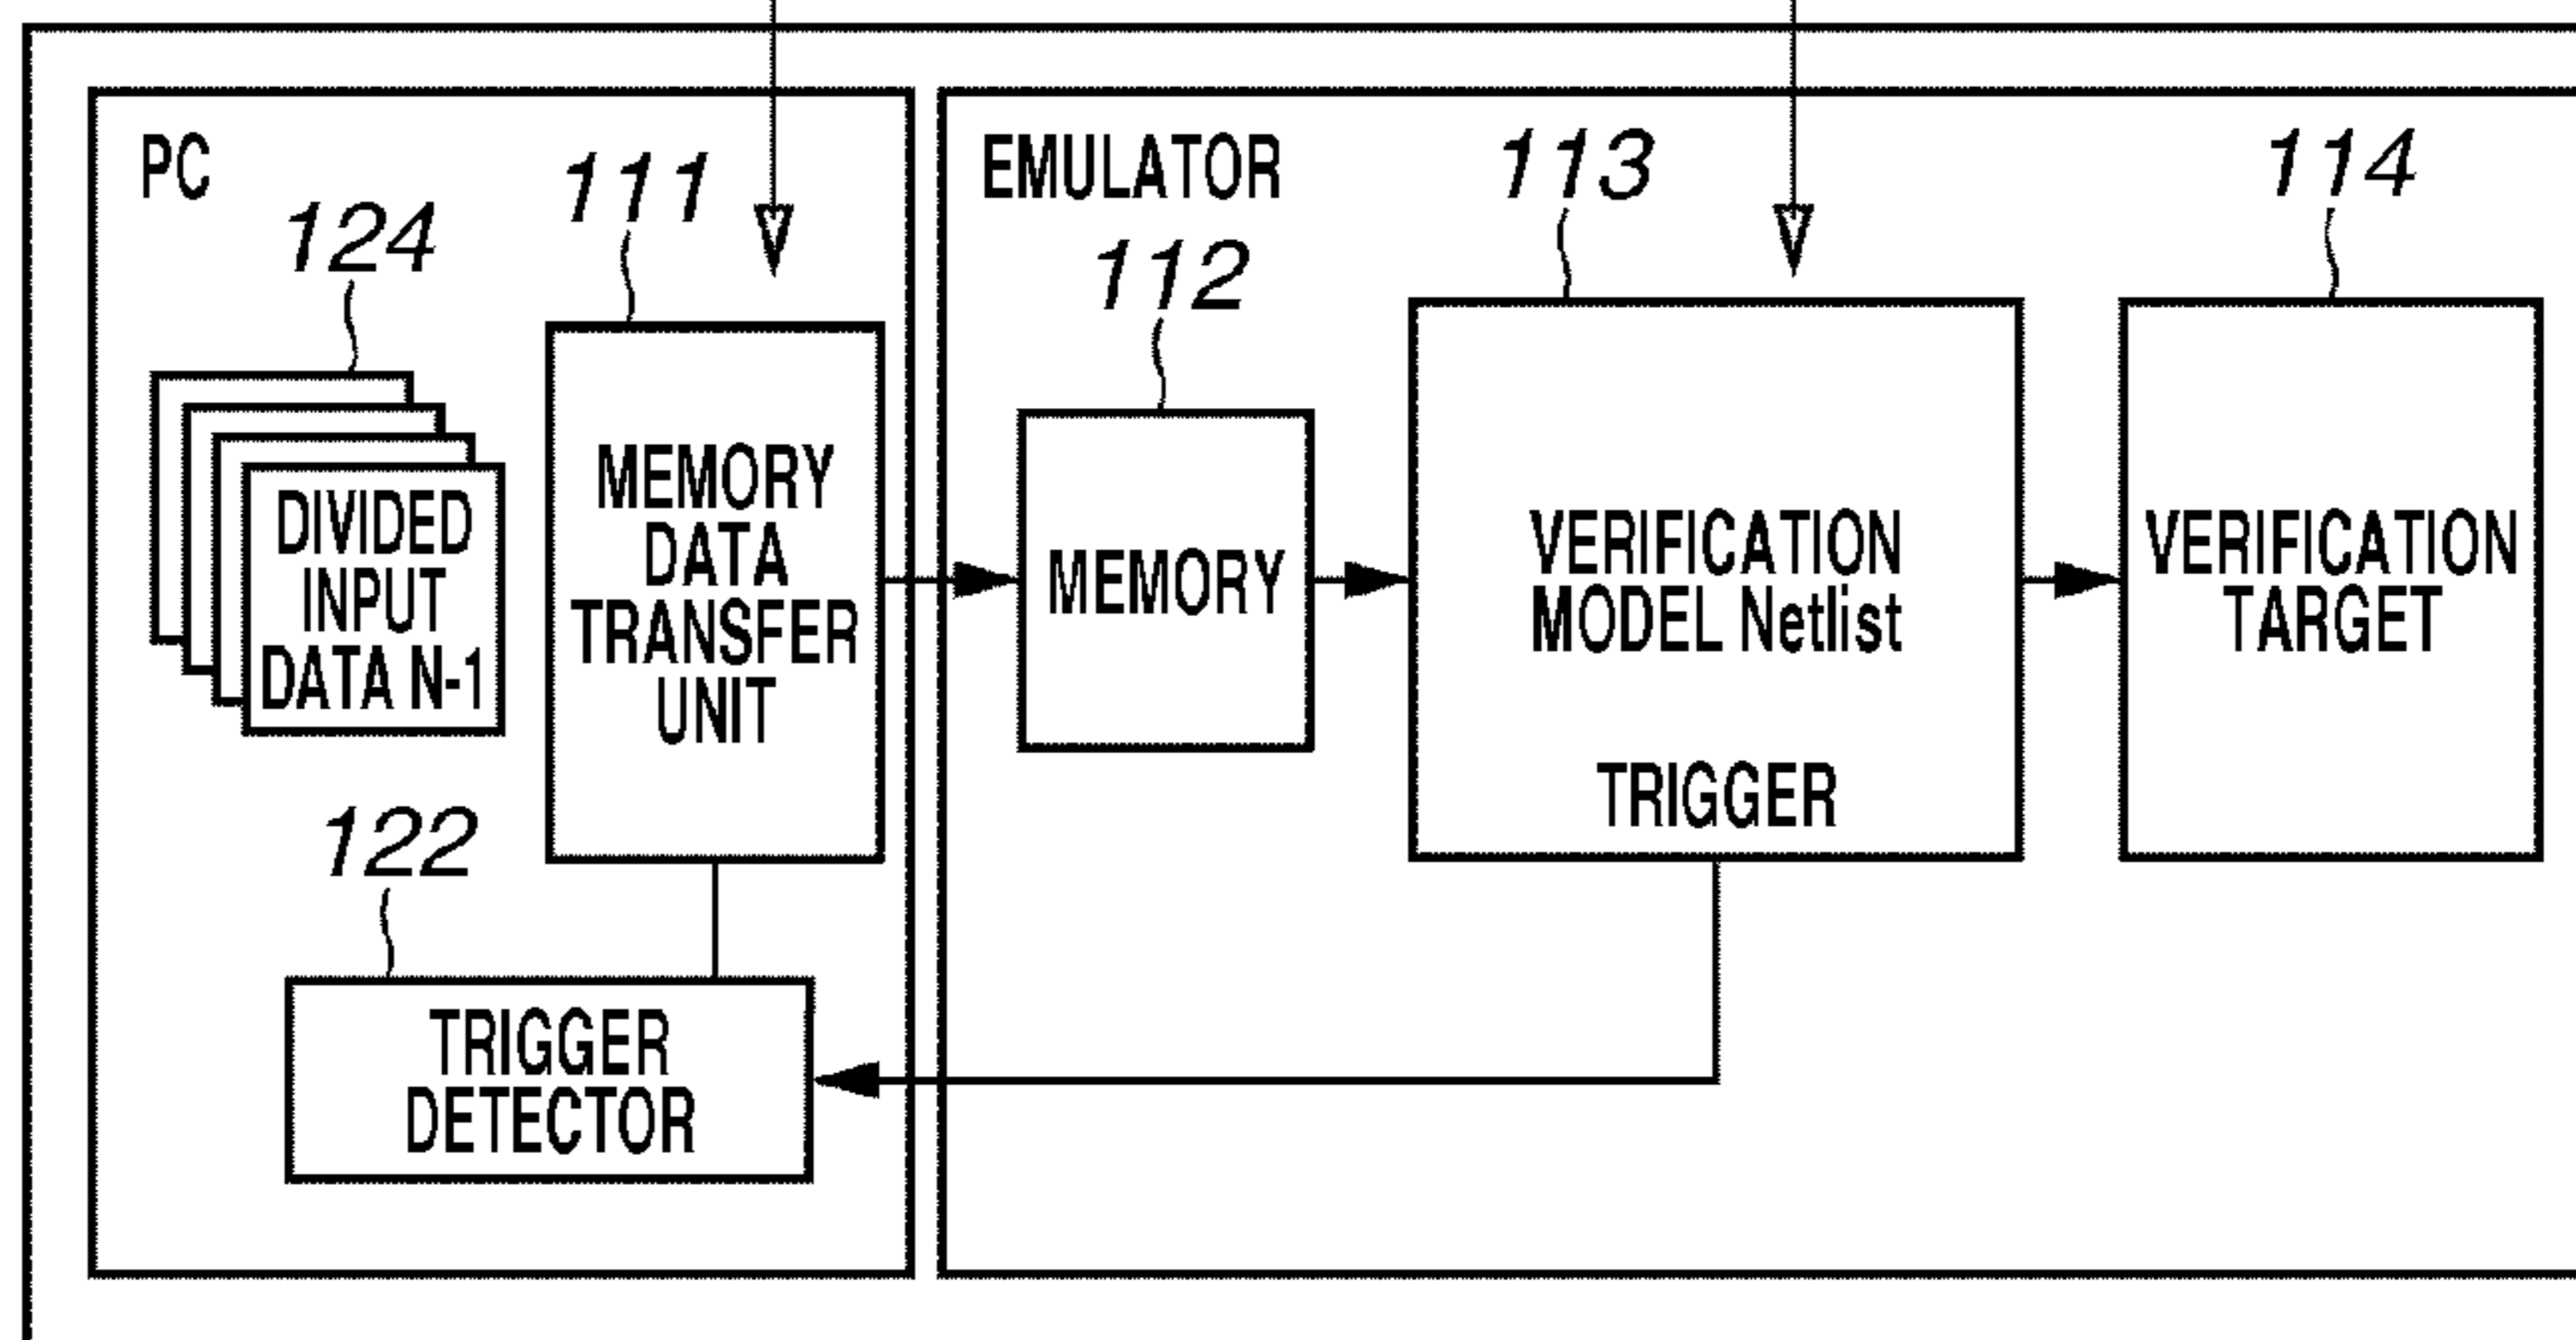 PC
124
111
DIVIDED
INPUT
DATA N-1
MEMORY
DATA
TRANSFER
UNIT
122
TRIGGER
DETECTOR
EMULATOR
112
MEMORY
113
VERIFICATION
MODEL Netlist
TRIGGER
114
VERIFICATION
TARGET